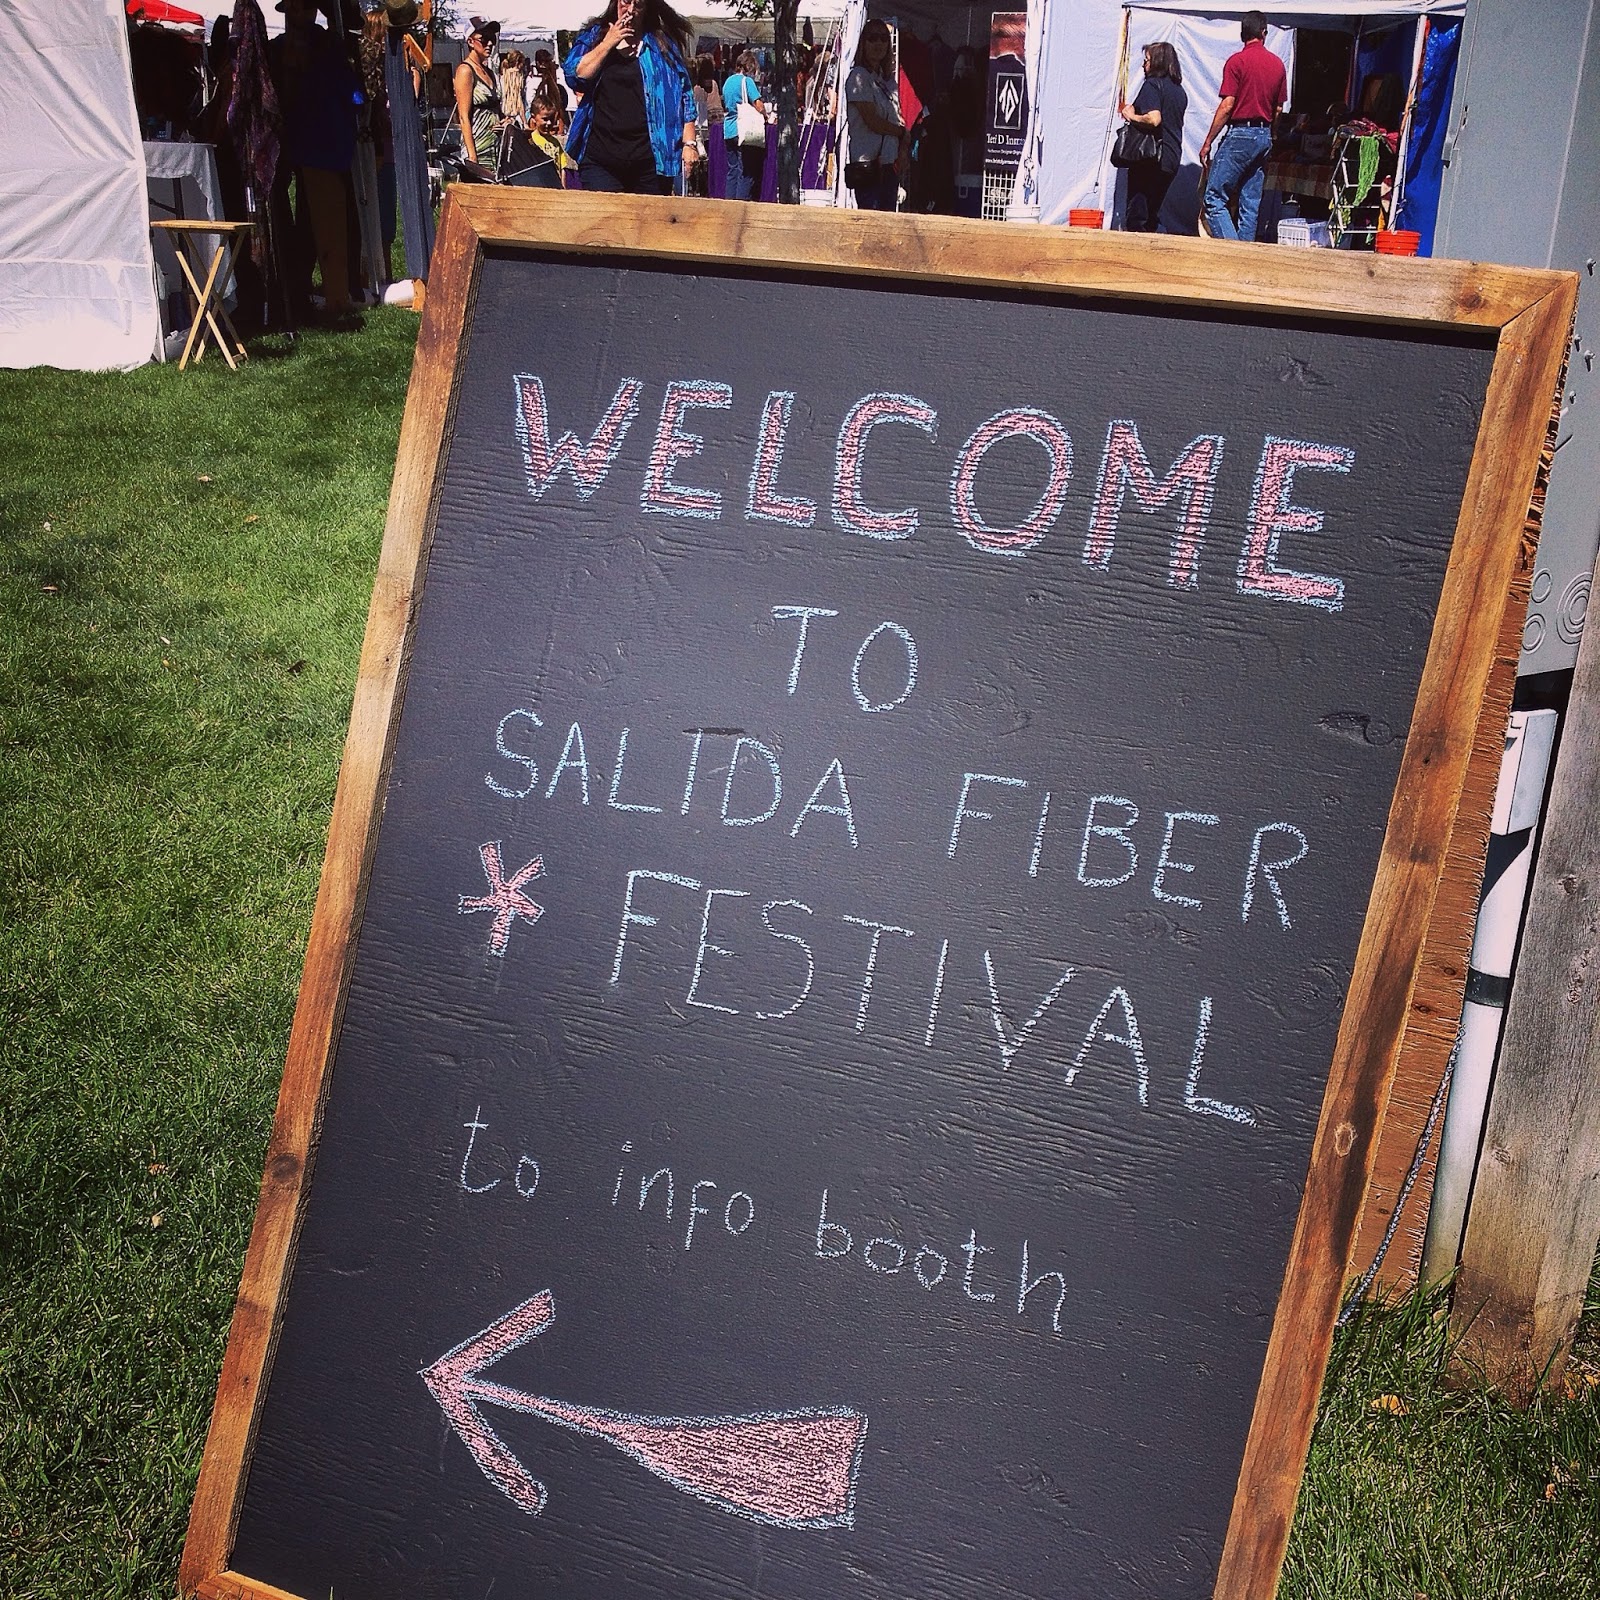 WELCOME
TO
SALIDA FIBER
* FESTIVAL
to info booth